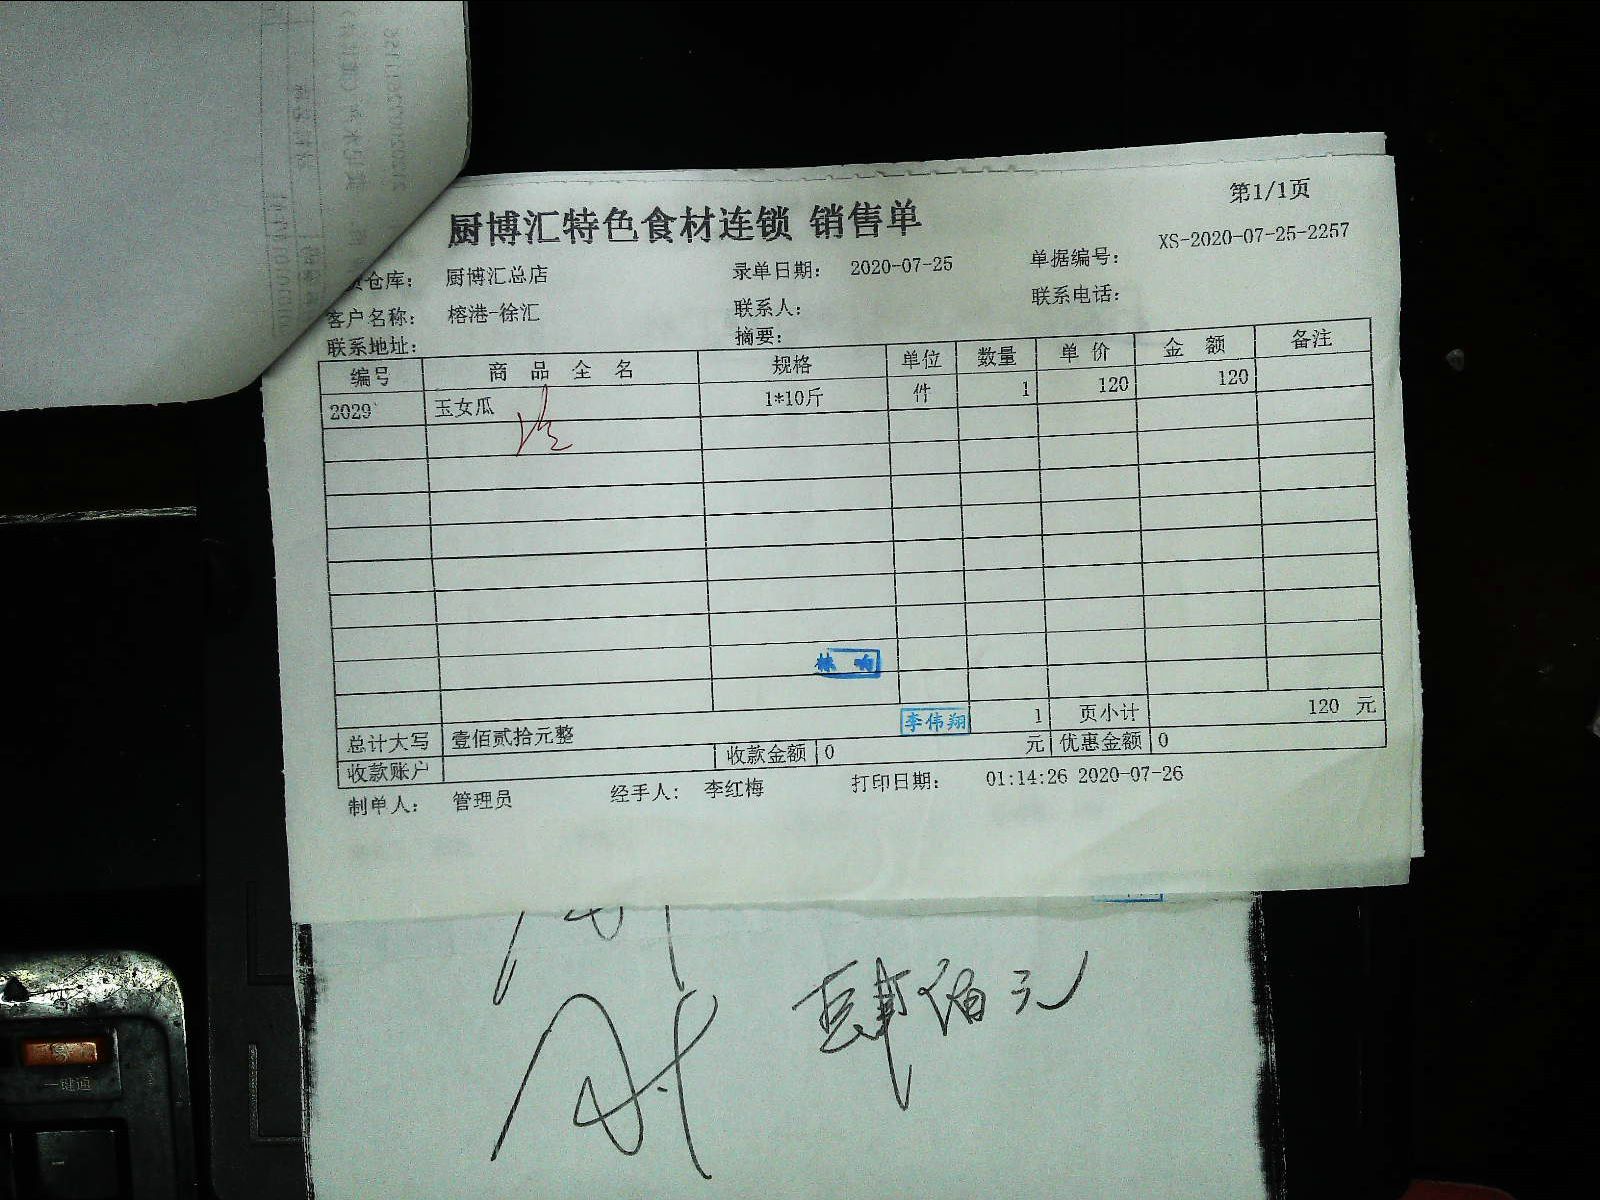 第1/1页
厨博汇特色食材连锁 销售单
仓库： 厨博汇总店 录单日期： 2020-07-25 单据编号： XS-2020-07-25-2257
客户名称： 榕港-徐汇 联系人： 联系电话：
联系地址： 摘要：
编号 商品全名 规格 单位 数量 单价 金额 备注
2029 玉女瓜 1*10斤 件 1 120 120
李伟翔
总计大写 壹佰贰拾元整 1 页小计 120 元
收款账户 收款金额 0 元 优惠金额 0
制单人： 管理员 经手人： 李红梅 打印日期： 01:14:26 2020-07-26
肆佰元
一键通